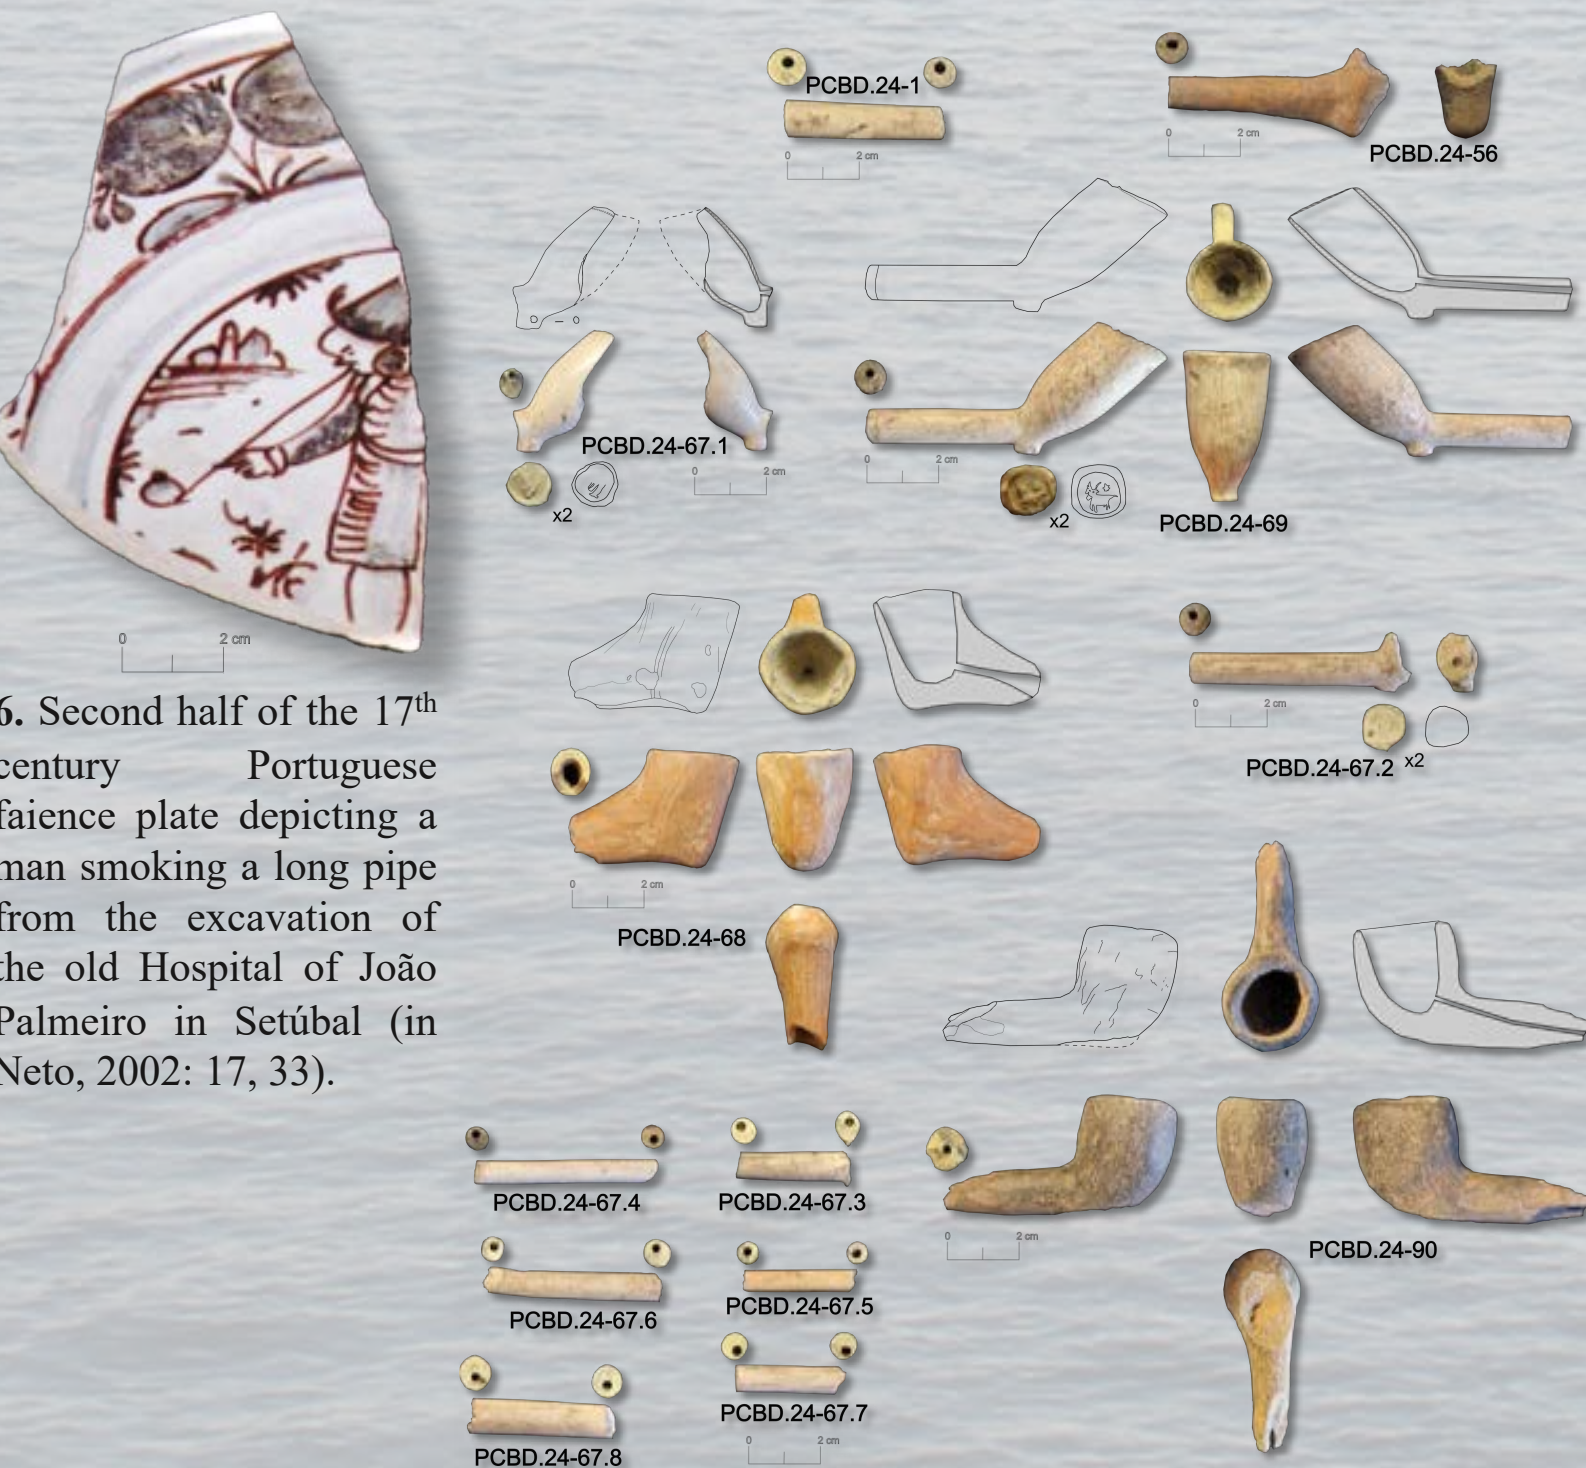 PCBD.24-1
0 2 cm
PCBD.24-56
0 2 cm
PCBD.24-67.1
x2
0 2 cm
PCBD.24-69
x2
0 2 cm
0 2 cm
6. Second half of the 17th
century Portuguese
faience plate depicting a
man smoking a long pipe
from the excavation of
the old Hospital of João
Palmeiro in Setúbal (in
Neto, 2002: 17, 33).
PCBD.24-68
0 2 cm
PCBD.24-67.2 x2
0 2 cm
PCBD.24-90
0 2 cm
PCBD.24-67.4
PCBD.24-67.3
PCBD.24-67.6
PCBD.24-67.5
PCBD.24-67.8
PCBD.24-67.7
0 2 cm